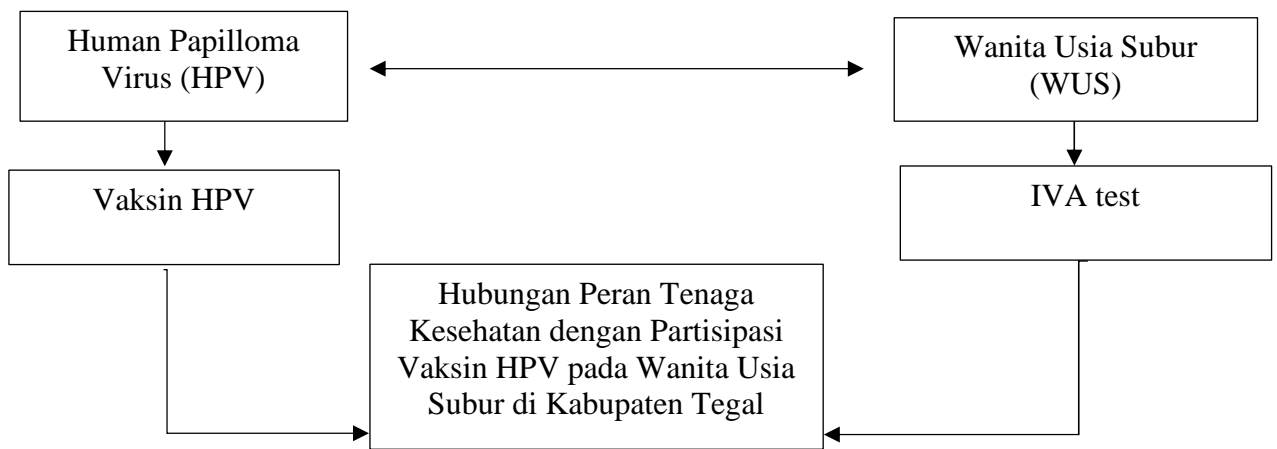 Human Papilloma
Virus (HPV)
Wanita Usia Subur
(WUS)
Vaksin HPV
IVA test
Hubungan Peran Tenaga
Kesehatan dengan Partisipasi
Vaksin HPV pada Wanita Usia
Subur di Kabupaten Tegal